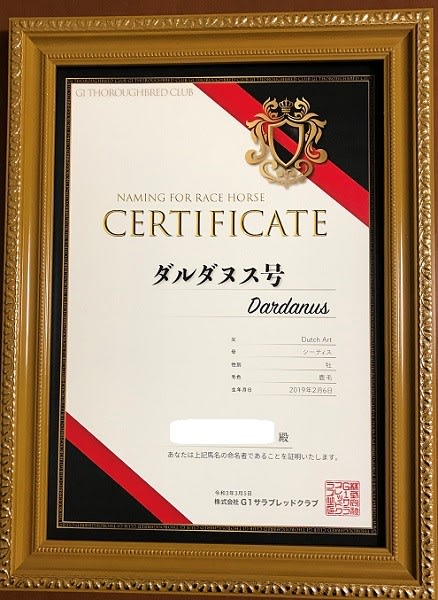 G1 THOROUGHBRED CLUB
NAMING FOR RACE HORSE
CERTIFICATE
ダルダヌス号
Dardanus
父 Dutch Art
母 シーティス
性別 牡
毛色 鹿毛
生年月日 2019年2月6日
殿
あなたは上記馬名の命名者であることを証明いたします。
令和3年3月5日
株式会社 G1サラブレッドクラブ